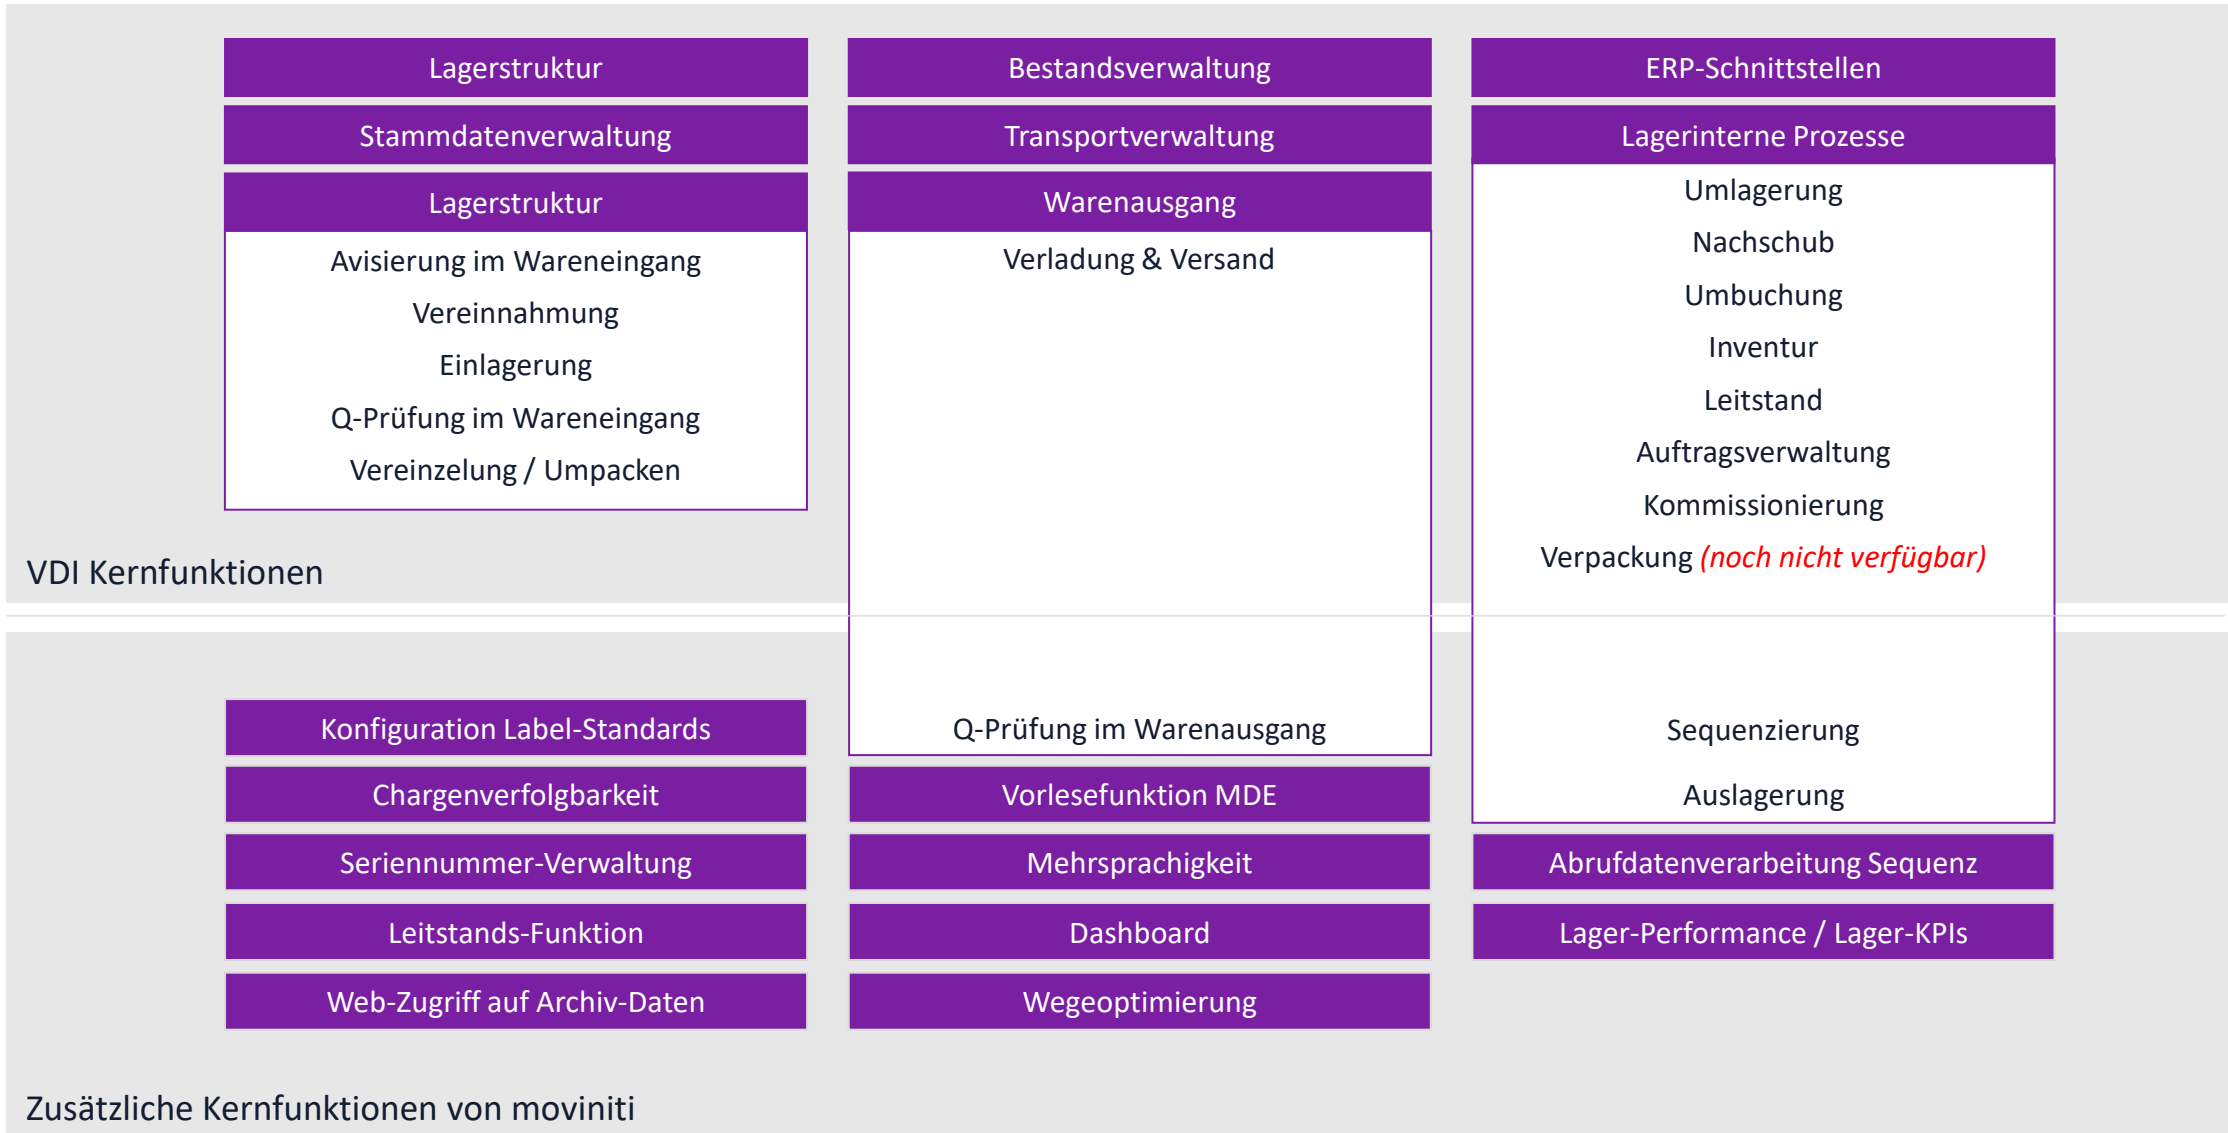 Lagerstruktur
Stammdatenverwaltung
Lagerstruktur
Avisierung im Wareneingang
Vereinnahmung
Einlagerung
Q-Prüfung im Wareneingang
Vereinzelung / Umpacken
Bestandsverwaltung
Transportverwaltung
Warenausgang
Verladung & Versand
ERP-Schnittstellen
Lagerinterne Prozesse
Umlagerung
Nachschub
Umbuchung
Inventur
Leitstand
Auftragsverwaltung
Kommissionierung
Verpackung (noch nicht verfügbar)
VDI Kernfunktionen
Konfiguration Label-Standards
Chargenverfolgbarkeit
Seriennummer-Verwaltung
Leitstands-Funktion
Web-Zugriff auf Archiv-Daten
Q-Prüfung im Warenausgang
Vorlesefunktion MDE
Mehrsprachigkeit
Dashboard
Wegeoptimierung
Sequenzierung
Auslagerung
Abrufdatenverarbeitung Sequenz
Lager-Performance / Lager-KPIs
Zusätzliche Kernfunktionen von moviniti